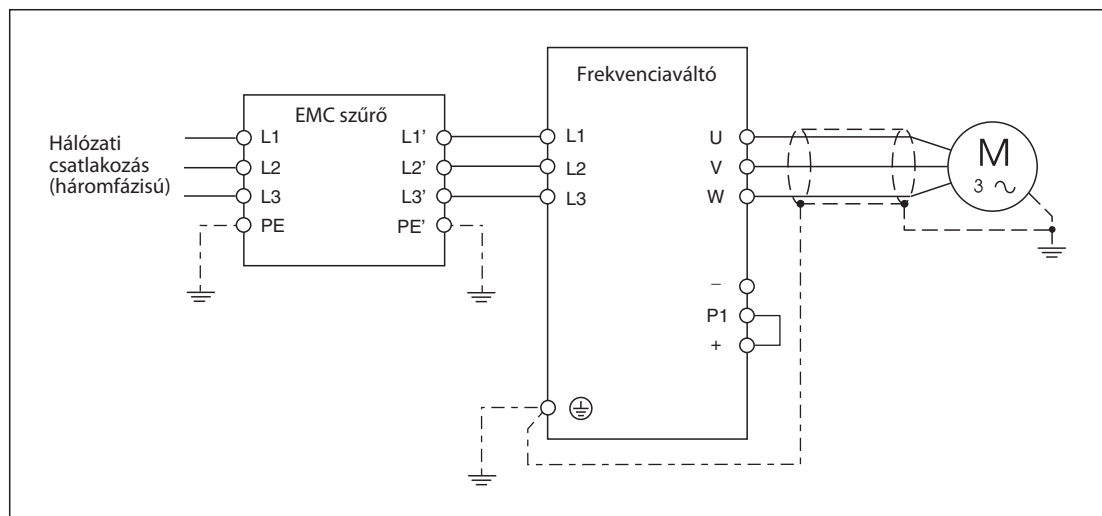 Hálózati
csatlakozás
(háromfázisú)
EMC szűrő
L1
L2
L3
PE
L1’
L2’
L3’
PE’
Frekvenciaváltó
L1
L2
L3
U
V
W
−
P1
+
M
3 ~